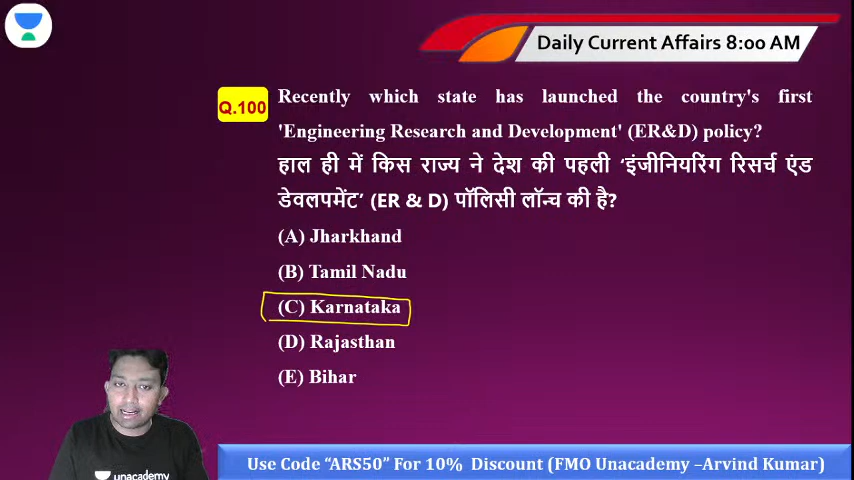 Daily Current Affairs 8:00 AM
Q.100
Recently which state has launched the country's first
'Engineering Research and Development' (ER&D) policy?
हाल ही में किस राज्य ने देश की पहली ‘इंजीनियरिंग रिसर्च एंड
डेवलपमेंट’ (ER & D) पॉलिसी लॉन्च की है?
(A) Jharkhand
(B) Tamil Nadu
(C) Karnataka
(D) Rajasthan
(E) Bihar
unacademy
Use Code “ARS50” For 10% Discount (FMO Unacademy –Arvind Kumar)